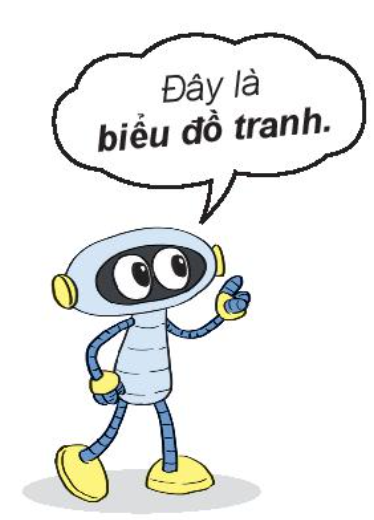 Đây là
biểu đồ tranh.